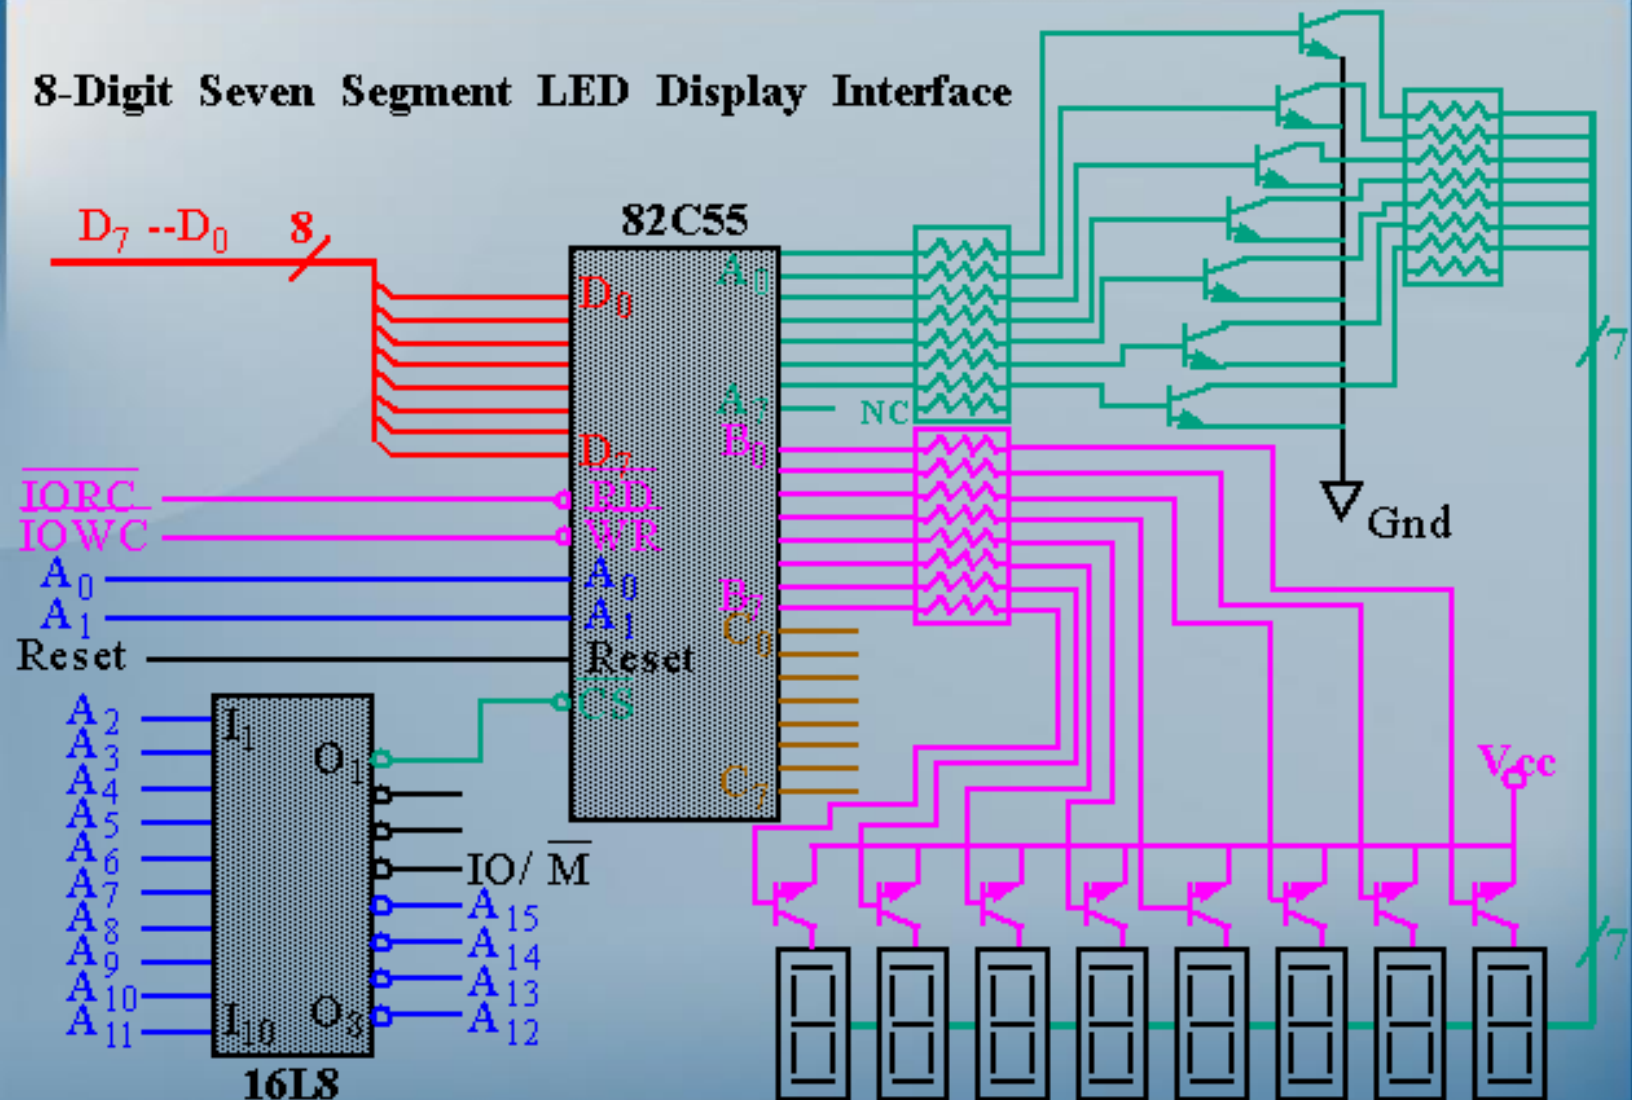 8-Digit Seven Segment LED Display Interface
D7 --D0
8
82C55
A0
D0
A7
NC
B0
D7
IORC
RD
IOWC
WR
A0
A0
A1
A1
B7
C0
Reset
Reset
CS
C7
7
Gnd
Vcc
7
A2
A3
A4
A5
A6
A7
A8
A9
A10
A11
I1
O1
IO/ M
A15
A14
A13
A12
I10
O8
16L8